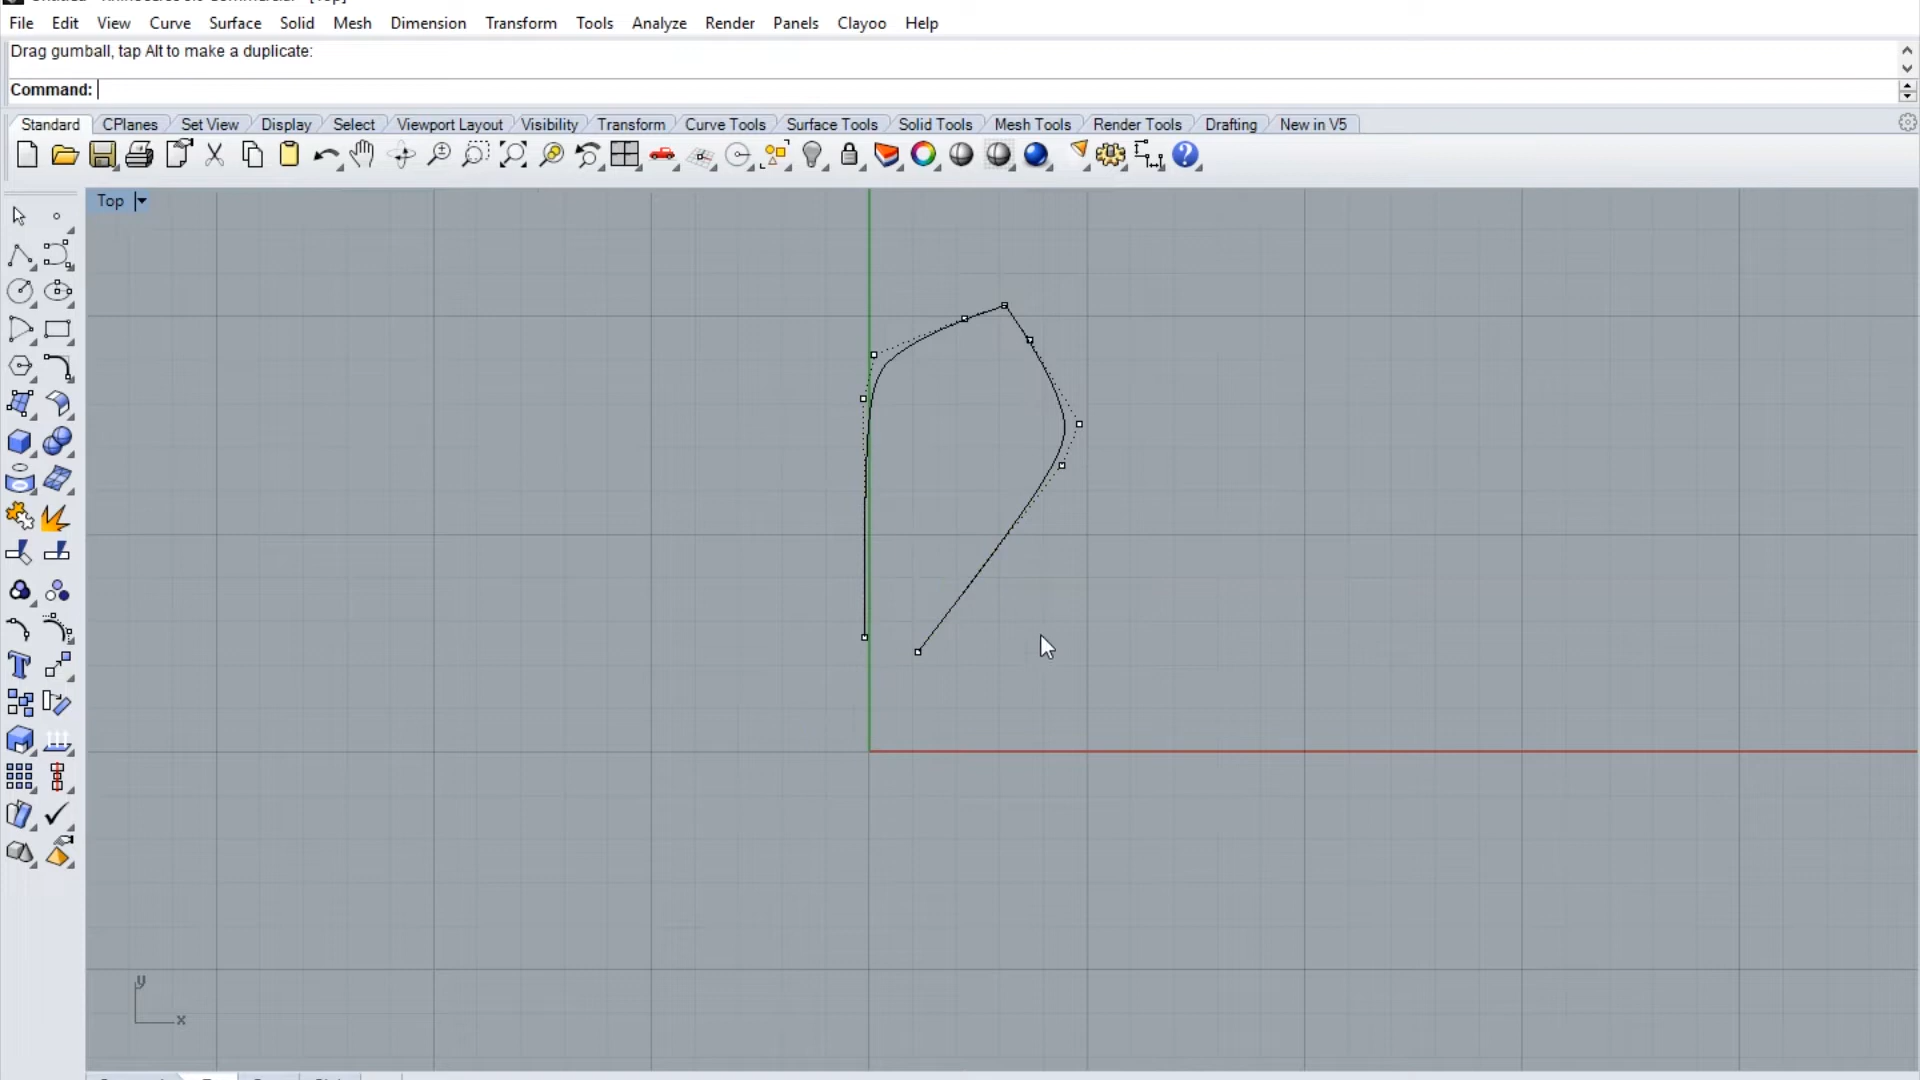 File Edit View Curve Surface Solid Mesh Dimension Transform Tools Analyze Render Panels Clayoo Help
Drag gumball, tap Alt to make a duplicate:
Command:
Standard CPlanes Set View Display Select Viewport Layout Visibility Transform Curve Tools Surface Tools Solid Tools Mesh Tools Render Tools Drafting New in V5
Top
y
x